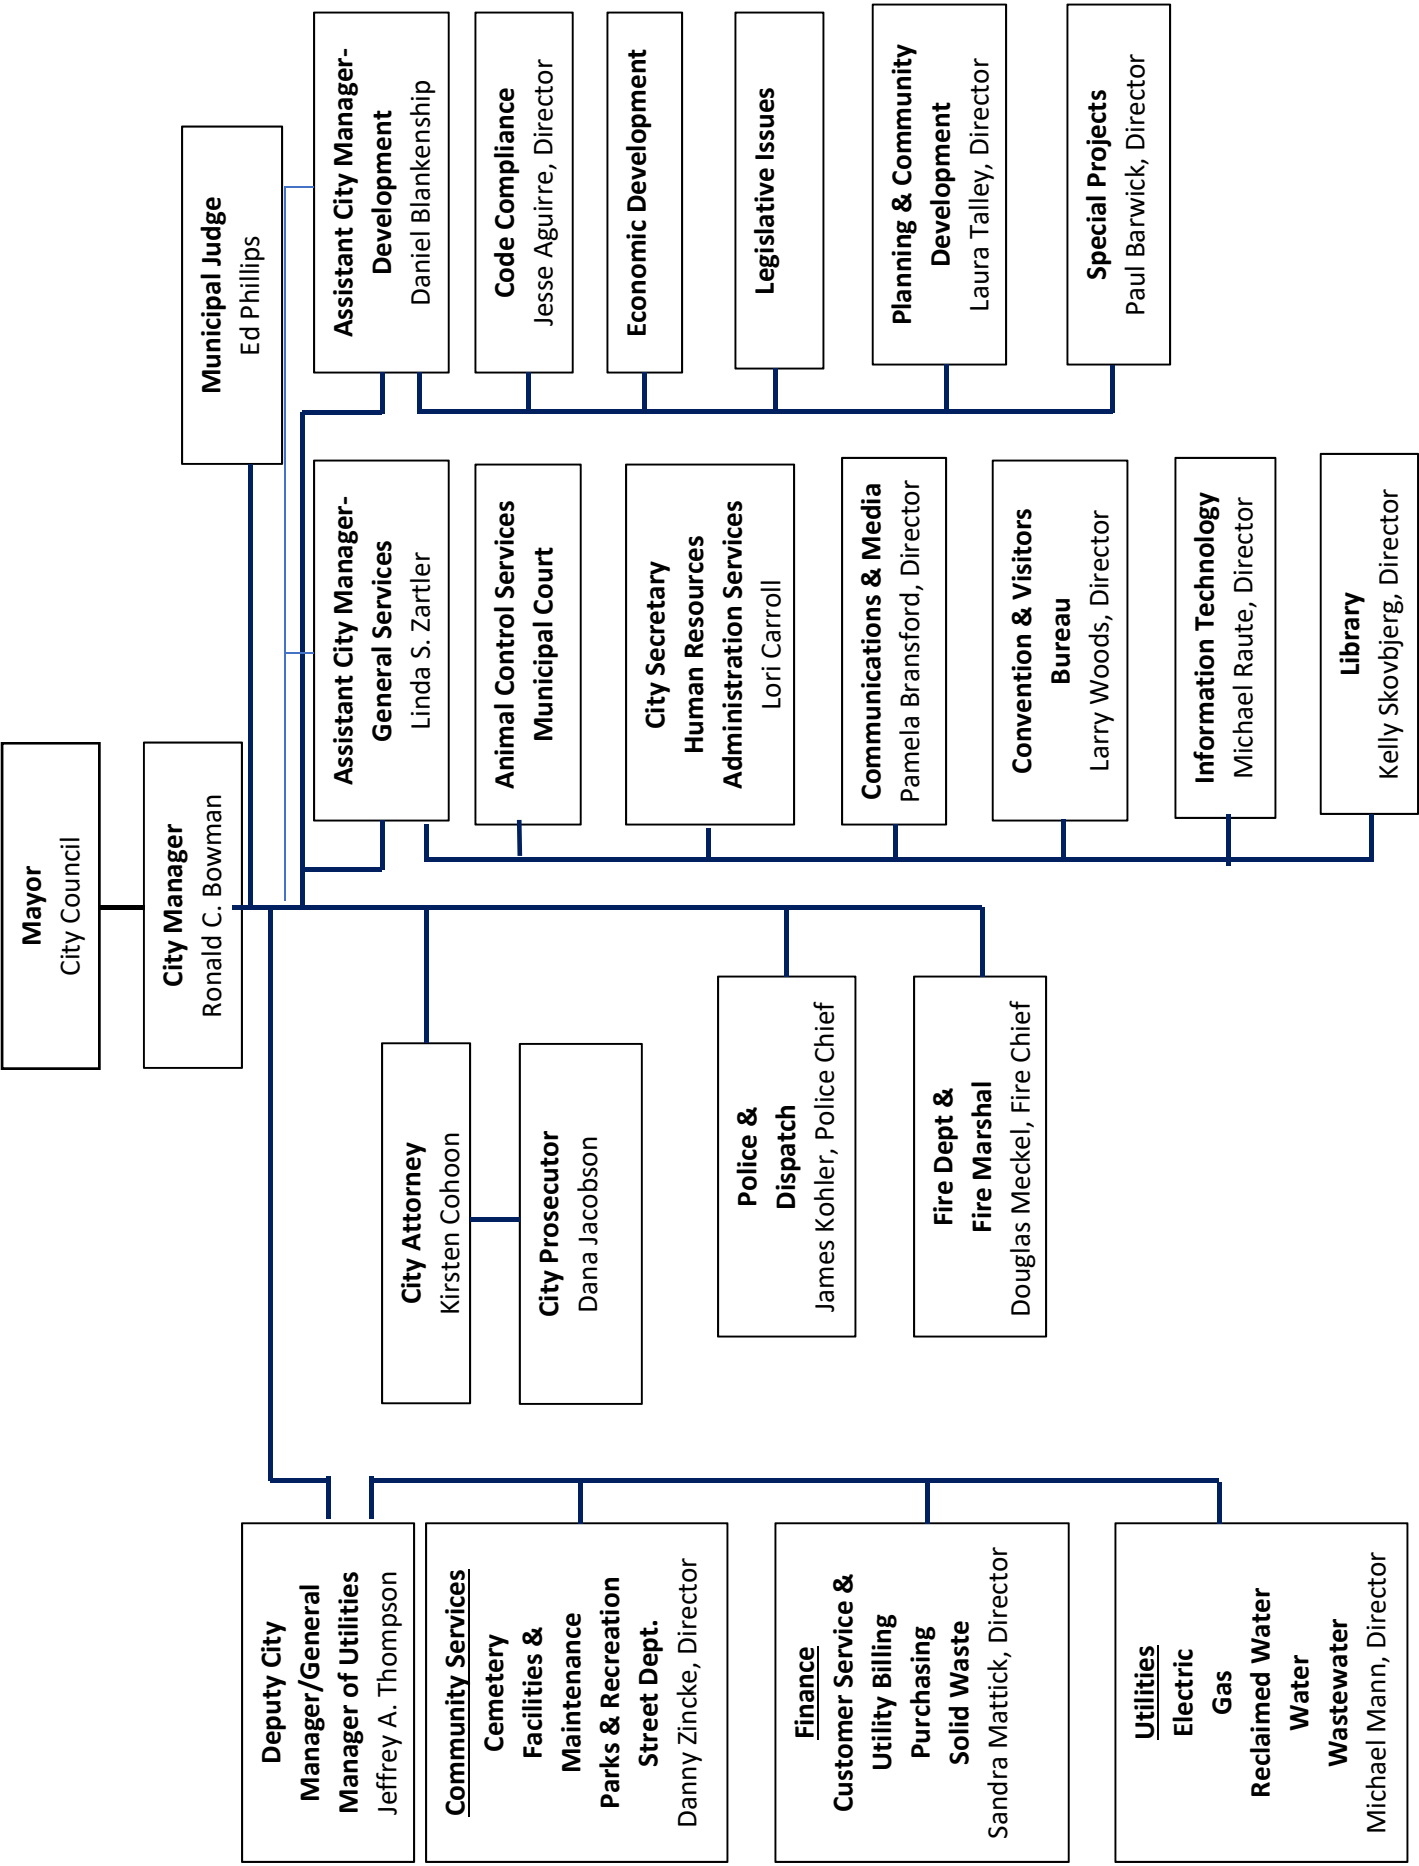 Mayor
City Council
City Manager
Ronald C. Bowman
Municipal Judge
Ed Phillips
Deputy City
Manager/General
Manager of Utilities
Jeffrey A. Thompson
Community Services
Cemetery
Facilities &
Maintenance
Parks & Recreation
Street Dept.
Danny Zincke, Director
Finance
Customer Service &
Utility Billing
Purchasing
Solid Waste
Sandra Mattick, Director
Utilities
Electric
Gas
Reclaimed Water
Water
Wastewater
Michael Mann, Director
City Attorney
Kirsten Cohoon
City Prosecutor
Dana Jacobson
Police &
Dispatch
James Kohler, Police Chief
Fire Dept &
Fire Marshal
Douglas Meckel, Fire Chief
Assistant City Manager-
General Services
Linda S. Zartler
Animal Control Services
Municipal Court
City Secretary
Human Resources
Administration Services
Lori Carroll
Communications & Media
Pamela Bransford, Director
Convention & Visitors
Bureau
Larry Woods, Director
Information Technology
Michael Raute, Director
Library
Kelly Skovbjerg, Director
Assistant City Manager-
Development
Daniel Blankenship
Code Compliance
Jesse Aguirre, Director
Economic Development
Legislative Issues
Planning & Community
Development
Laura Talley, Director
Special Projects
Paul Barwick, Director